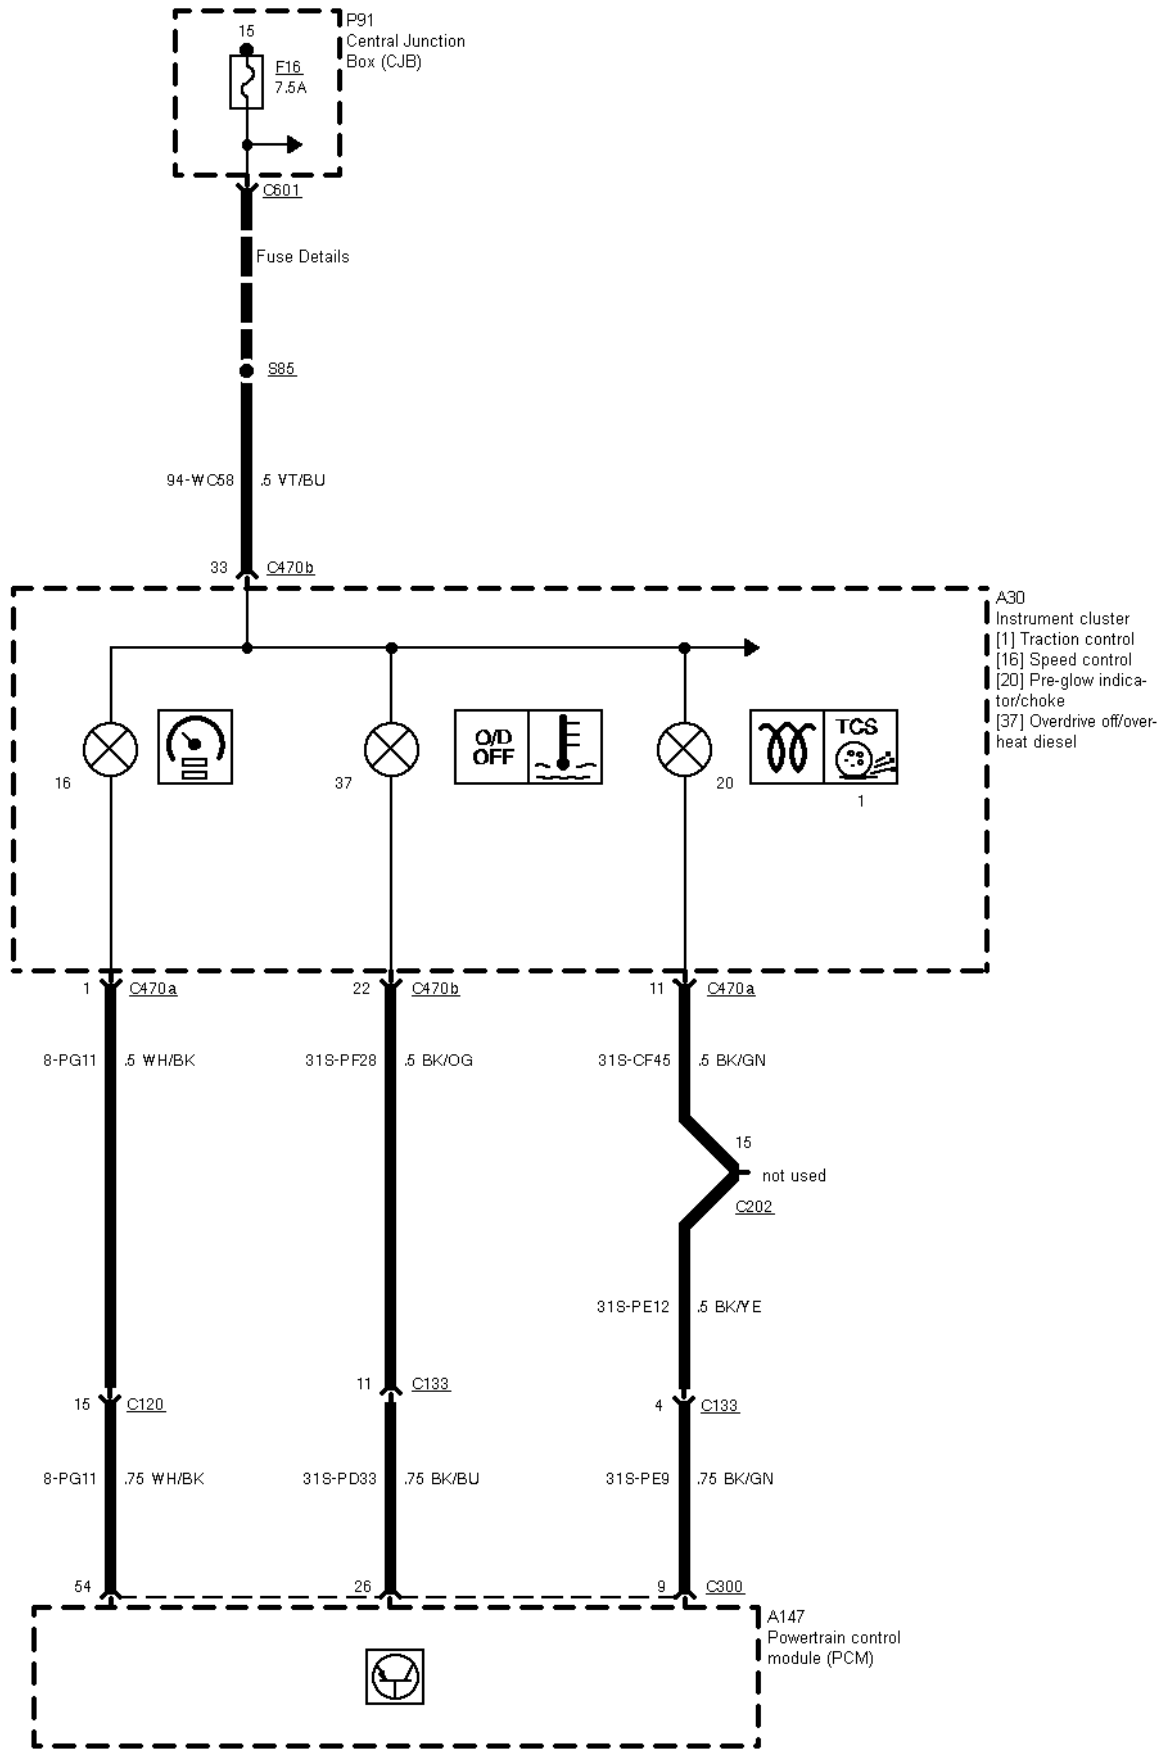 P91
Central Junction
Box (CJB)
15
F16
7.5A
C601
Fuse Details
S85
94-WC58 .5 VT/BU
33 C470b
A30
Instrument cluster
[1] Traction control
[16] Speed control
[20] Pre-glow indica-
tor/choke
[37] Overdrive off/over-
heat diesel
O/D
OFF
TCS
16
37
20
1
1 C470a
22 C470b
11 C470a
8-PG11 .5 WH/BK
31S-PF28 .5 BK/OG
31S-CF45 .5 BK/GN
15
not used
C202
31S-PE12 .5 BK/YE
15 C120
11 C133
4 C133
8-PG11 .75 WH/BK
31S-PD33 .75 BK/BU
31S-PE9 .75 BK/GN
54
26
9 C300
A147
Powertrain control
module (PCM)